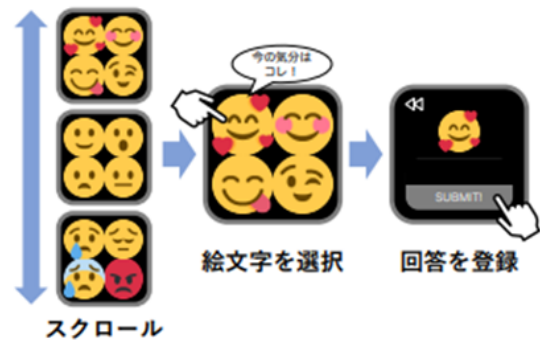 今の気分は
コレ！
SUBMIT!
絵文字を選択
回答を登録
スクロール